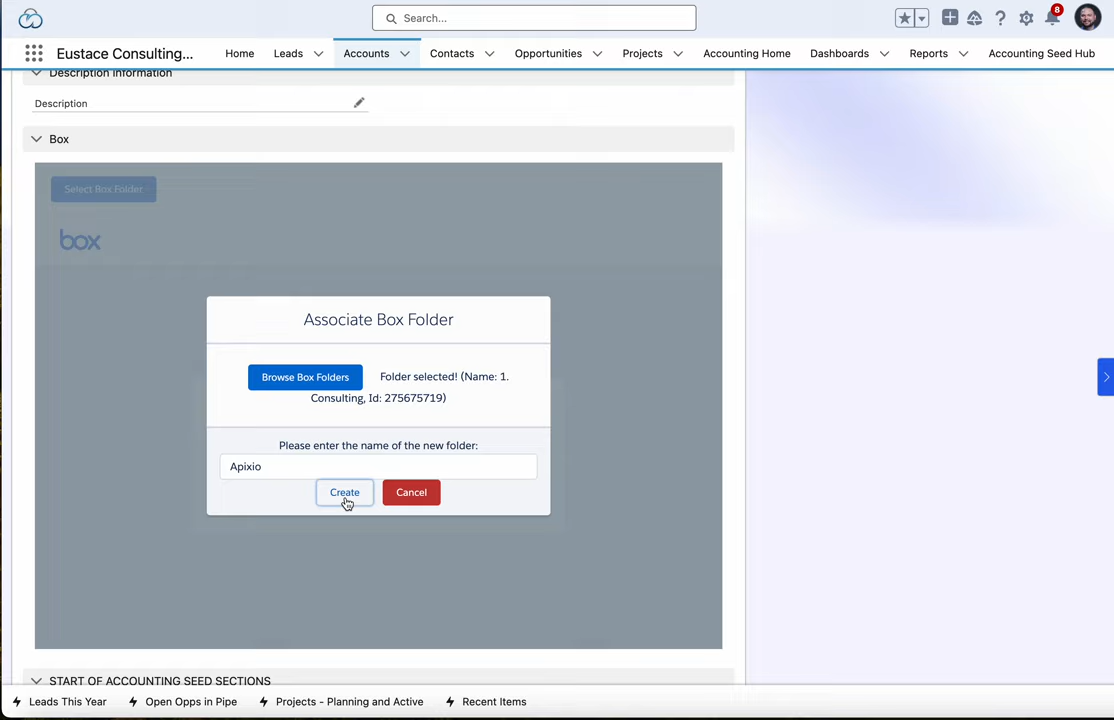 Search...
8
Eustace Consulting...
Home
Leads
Accounts
Contacts
Opportunities
Projects
Accounting Home
Dashboards
Reports
Accounting Seed Hub
Description Information
Description
Box
Select Box Folder
box
Associate Box Folder
Browse Box Folders
Folder selected! (Name: 1.
Consulting, Id: 275675719)
Please enter the name of the new folder:
Apixio
Create
Cancel
START OF ACCOUNTING SEED SECTIONS
Leads This Year
Open Opps in Pipe
Projects - Planning and Active
Recent Items